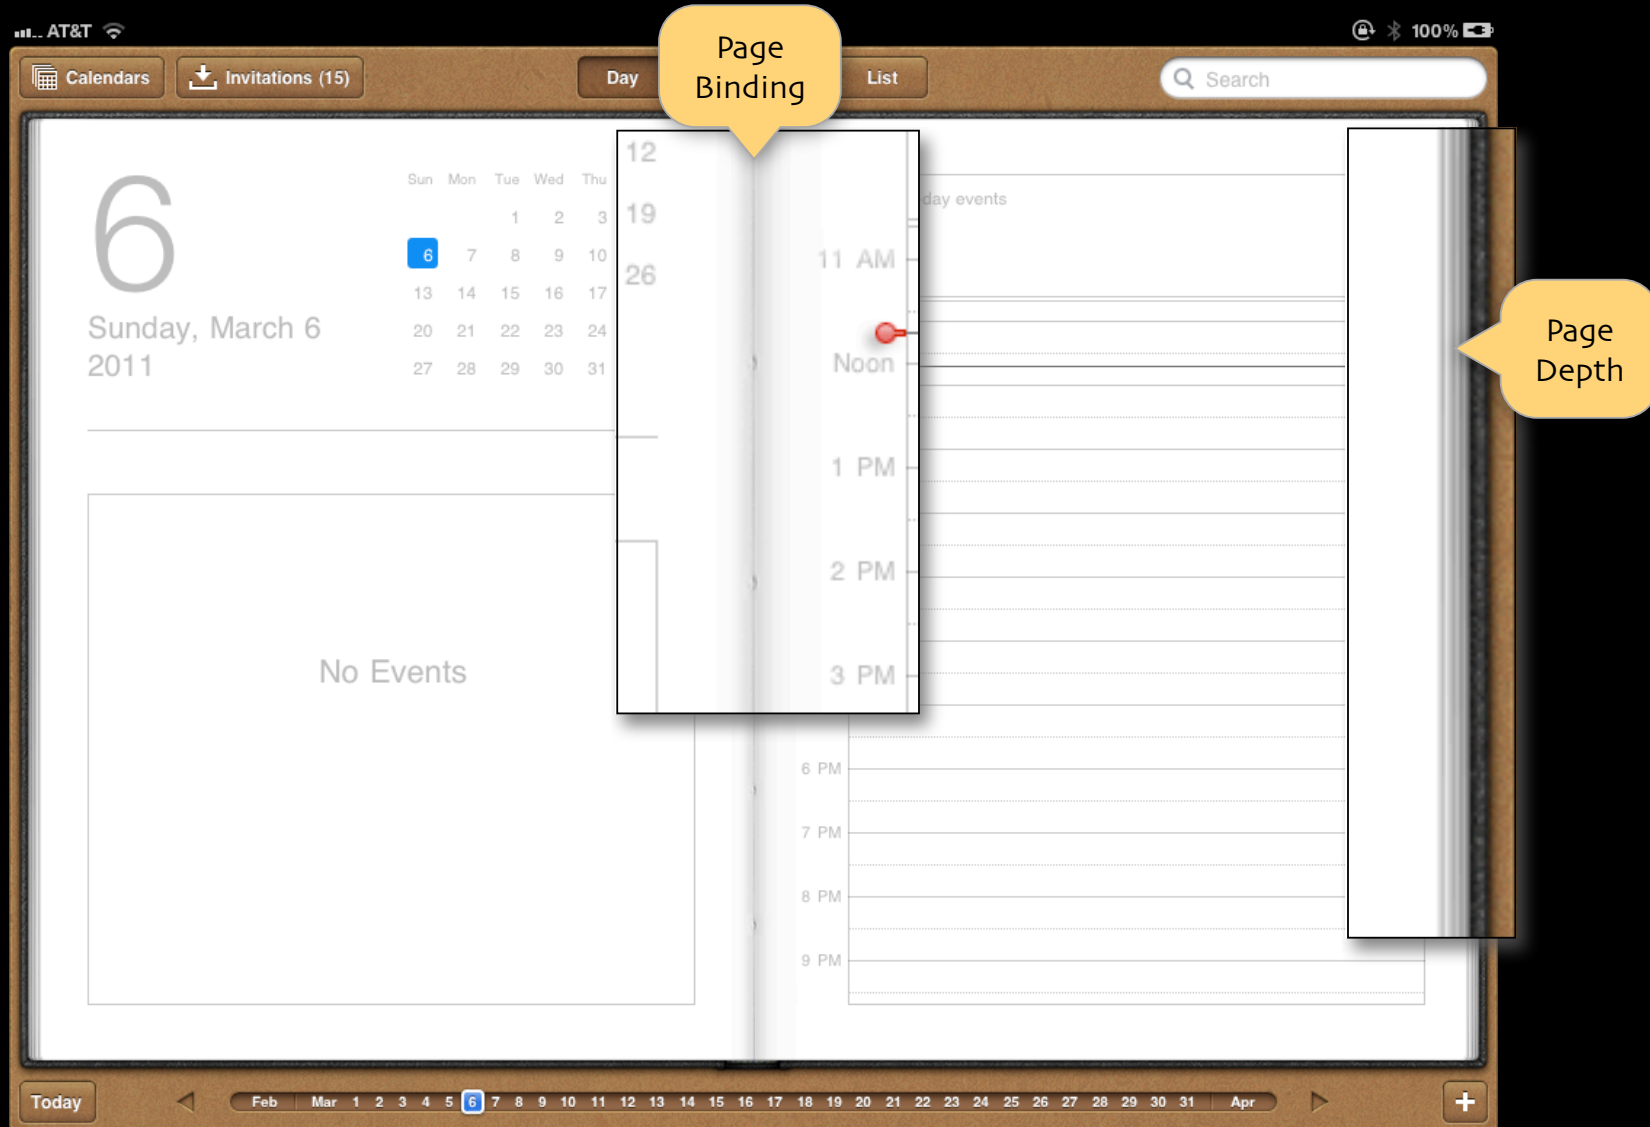 AT&T
100%
Calendars
Invitations (15)
Day
List
Search
Page
Binding
6
Sunday, March 6
2011
Sun Mon Tue Wed Thu
1 2 3
6 7 8 9 10
13 14 15 16 17
20 21 22 23 24
27 28 29 30 31
12
19
26
day events
11 AM
Noon
1 PM
2 PM
3 PM
Page
Depth
No Events
6 PM
7 PM
8 PM
9 PM
Today
Feb Mar 1 2 3 4 5 6 7 8 9 10 11 12 13 14 15 16 17 18 19 20 21 22 23 24 25 26 27 28 29 30 31 Apr
+